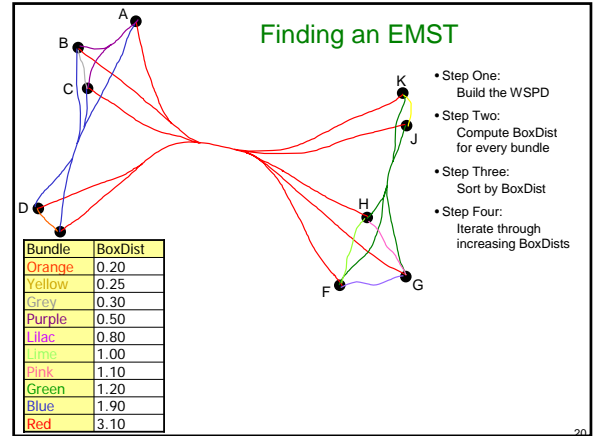 Finding an EMST
A
B
C
D
K
J
H
F
G
• Step One:
Build the WSPD
• Step Two:
Compute BoxDist
for every bundle
• Step Three:
Sort by BoxDist
• Step Four:
Iterate through
increasing BoxDists
Bundle BoxDist
Orange 0.20
Yellow 0.25
Grey 0.30
Purple 0.50
Lilac 0.80
Lime 1.00
Pink 1.10
Green 1.20
Blue 1.90
Red 3.10
20